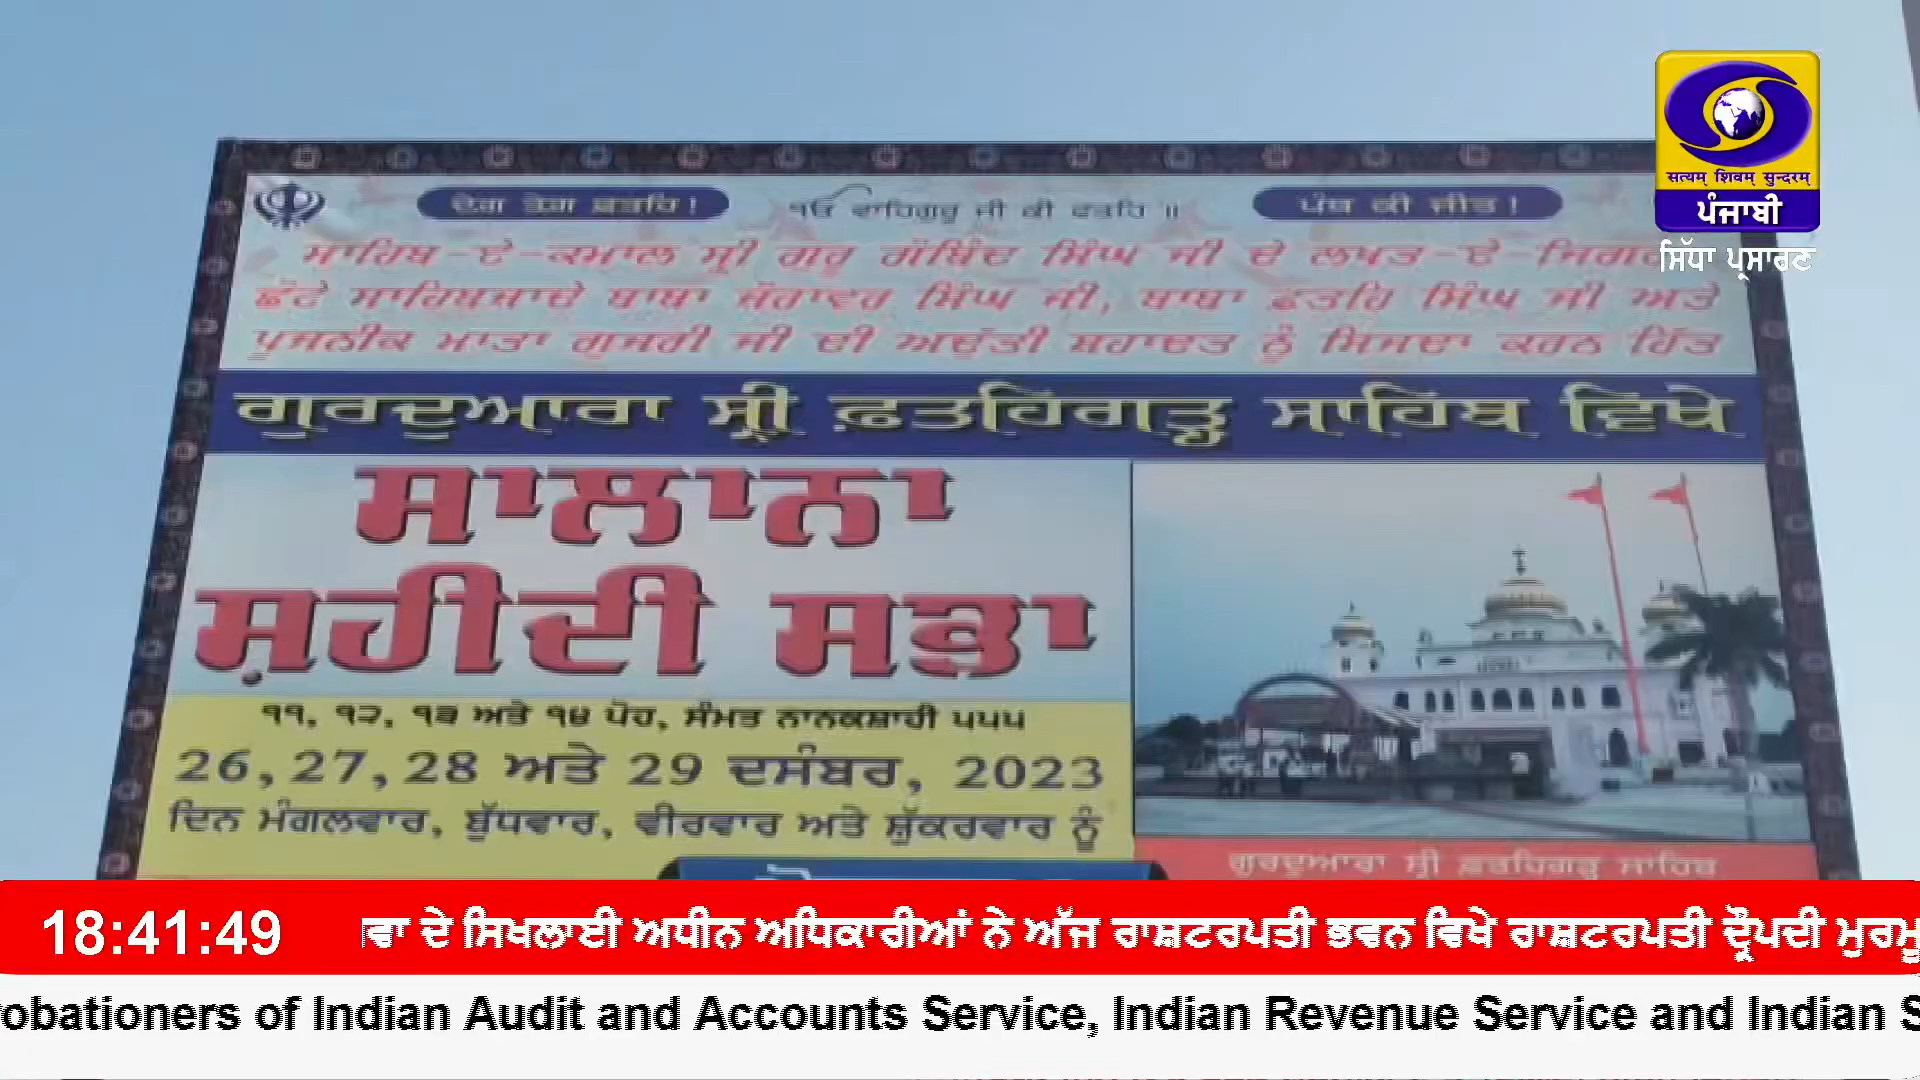 ਦੇਗ ਤੇਗ ਫ਼ਤਹਿ! ੴ ਵਾਹਿਗੁਰੂ ਜੀ ਕੀ ਫਤਹਿ ॥ ਪੰਥ ਕੀ ਜੀਤ!
ਸਾਹਿਬ-ਏ-ਕਮਾਲ ਸ੍ਰੀ ਗੁਰੂ ਗੋਬਿੰਦ ਸਿੰਘ ਜੀ ਦੇ ਲਖਤ-ਏ-ਜਿਗਰ
ਛੋਟੇ ਸਾਹਿਬਜ਼ਾਦੇ ਬਾਬਾ ਜ਼ੋਰਾਵਰ ਸਿੰਘ ਜੀ, ਬਾਬਾ ਫ਼ਤਹਿ ਸਿੰਘ ਜੀ ਅਤੇ
ਪੂਜਨੀਕ ਮਾਤਾ ਗੁਜਰੀ ਜੀ ਦੀ ਅਦੁੱਤੀ ਸ਼ਹਾਦਤ ਨੂੰ ਸਿਜਦਾ ਕਰਨ ਹਿੱਤ
ਗੁਰਦੁਆਰਾ ਸ੍ਰੀ ਫ਼ਤਹਿਗੜ੍ਹ ਸਾਹਿਬ ਵਿਖੇ
ਸਾਲਾਨਾ
ਸ਼ਹੀਦੀ ਸਭਾ
੧੧, ੧੨, ੧੩ ਅਤੇ ੧੪ ਪੋਹ, ਸੰਮਤ ਨਾਨਕਸ਼ਾਹੀ ੫੫੫
26, 27, 28 ਅਤੇ 29 ਦਸੰਬਰ, 2023
ਦਿਨ ਮੰਗਲਵਾਰ, ਬੁੱਧਵਾਰ, ਵੀਰਵਾਰ ਅਤੇ ਸ਼ੁੱਕਰਵਾਰ ਨੂੰ
ਗੁਰਦੁਆਰਾ ਸ੍ਰੀ ਫ਼ਤਹਿਗੜ੍ਹ ਸਾਹਿਬ
सत्यम् शिवम् सुन्दरम्
ਪੰਜਾਬੀ
ਸਿੱਧਾ ਪ੍ਰਸਾਰਣ
18:41:49 ਵਾ ਦੇ ਸਿਖਲਾਈ ਅਧੀਨ ਅਧਿਕਾਰੀਆਂ ਨੇ ਅੱਜ ਰਾਸ਼ਟਰਪਤੀ ਭਵਨ ਵਿਖੇ ਰਾਸ਼ਟਰਪਤੀ ਦ੍ਰੌਪਦੀ ਮੁਰਮੂ
robationers of Indian Audit and Accounts Service, Indian Revenue Service and Indian S